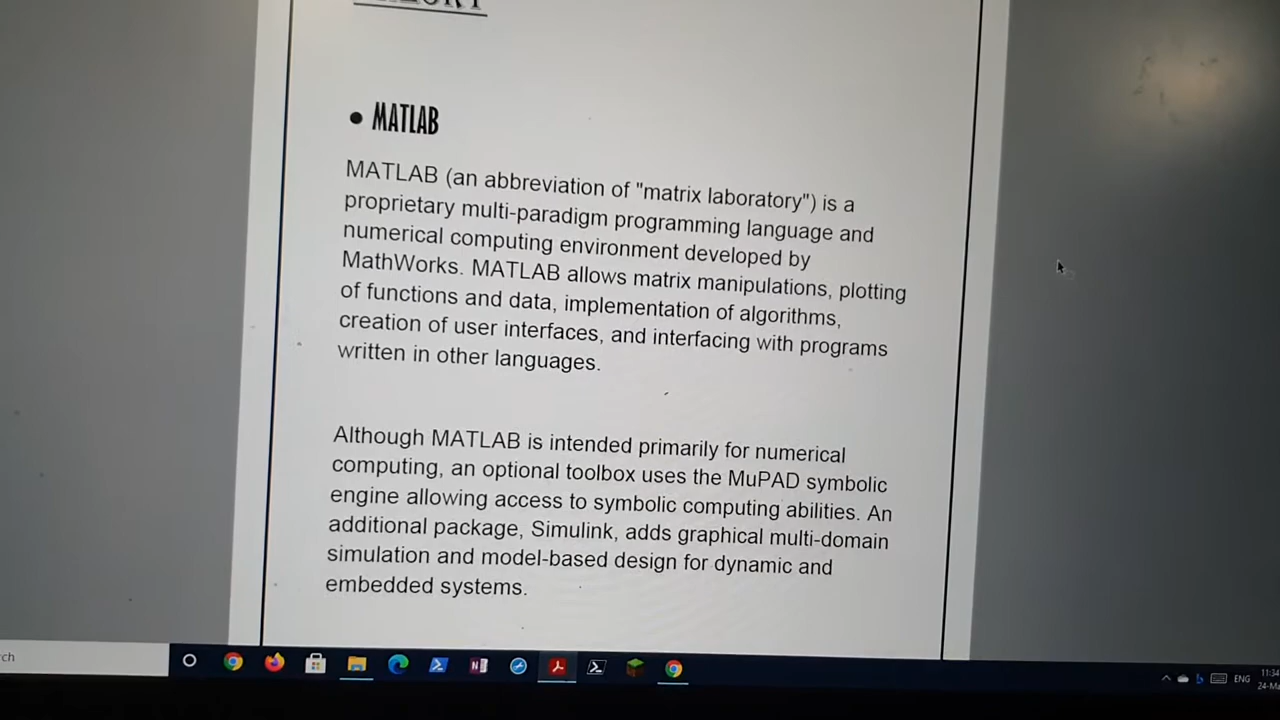 • MATLAB
MATLAB (an abbreviation of "matrix laboratory") is a
proprietary multi-paradigm programming language and
numerical computing environment developed by
MathWorks. MATLAB allows matrix manipulations, plotting
of functions and data, implementation of algorithms,
creation of user interfaces, and interfacing with programs
written in other languages.
Although MATLAB is intended primarily for numerical
computing, an optional toolbox uses the MuPAD symbolic
engine allowing access to symbolic computing abilities. An
additional package, Simulink, adds graphical multi-domain
simulation and model-based design for dynamic and
embedded systems.
ENG
11:34